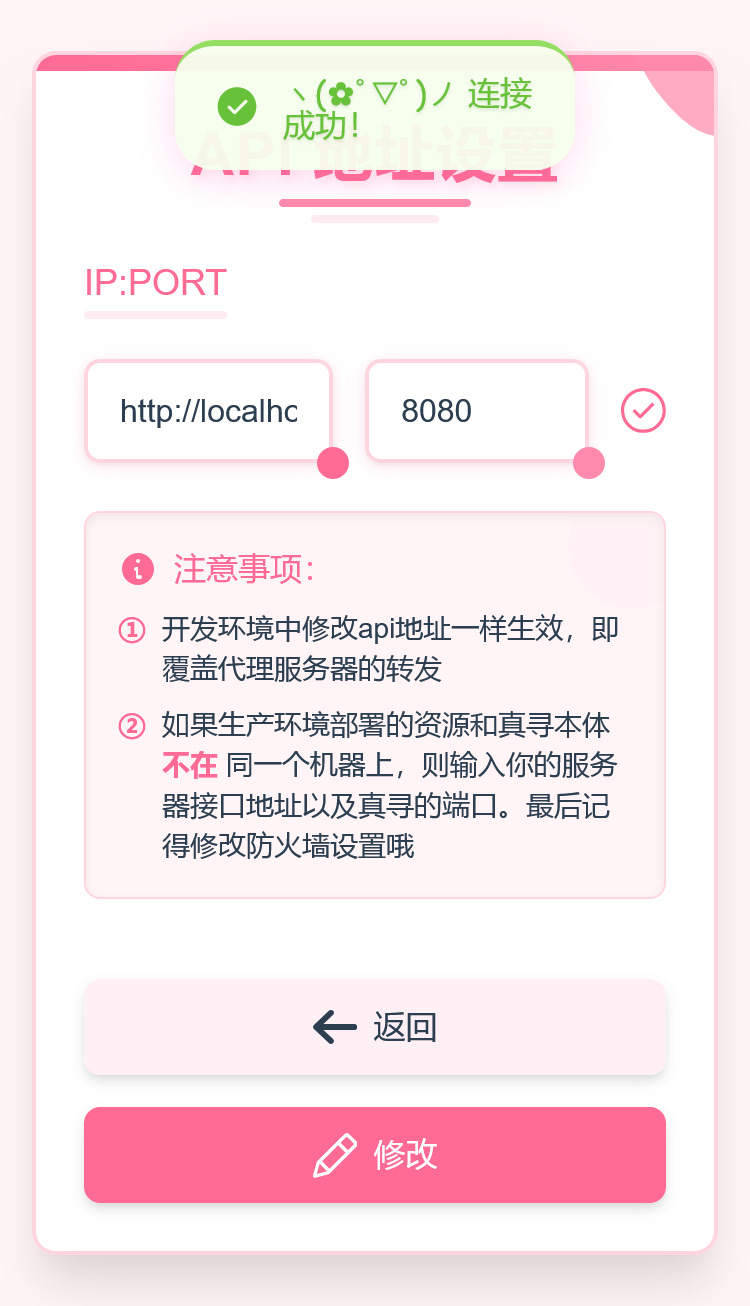 ヽ(✿ﾟ▽ﾟ)ノ 连接
成功！
API 地址设置
IP:PORT
http://localho
8080
注意事项：
① 开发环境中修改api地址一样生效，即
覆盖代理服务器的转发
② 如果生产环境部署的资源和真寻本体
不在 同一个机器上，则输入你的服务
器接口地址以及真寻的端口。最后记
得修改防火墙设置哦
返回
修改